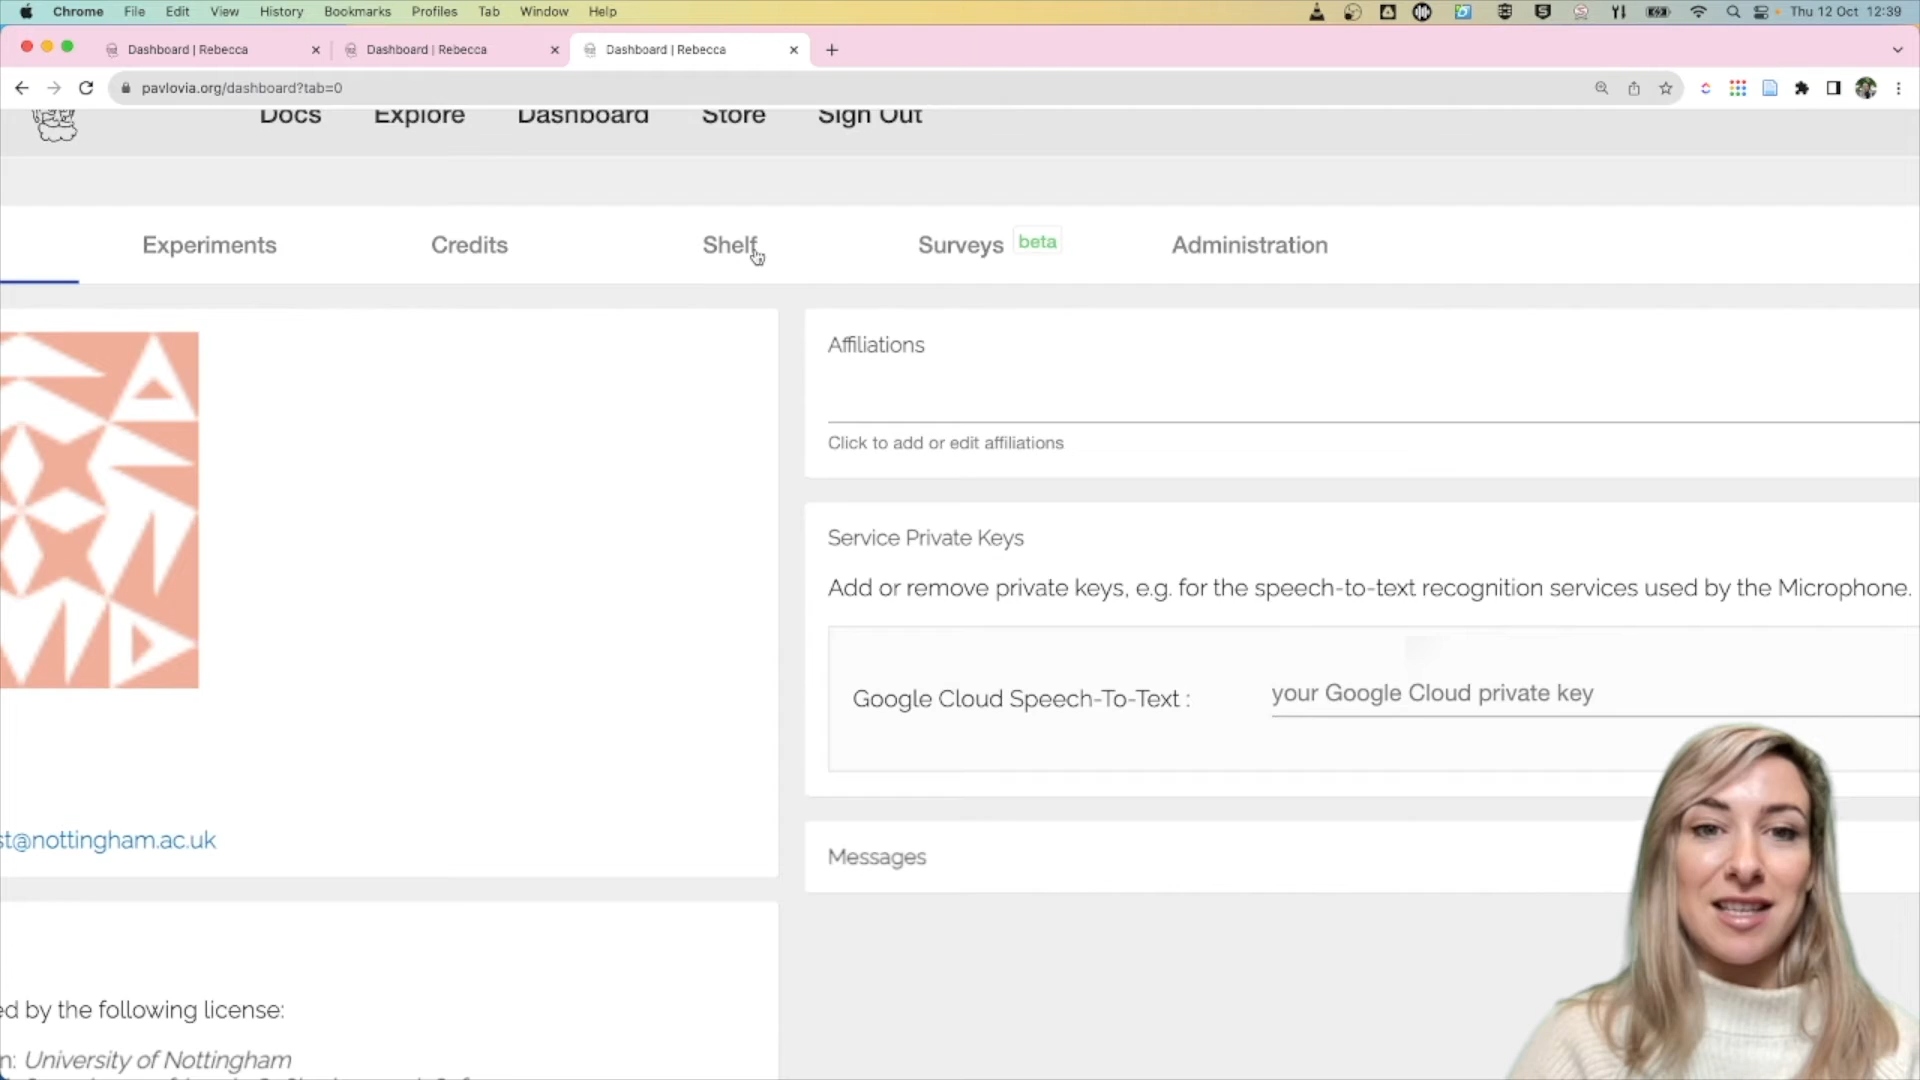 Chrome File Edit View History Bookmarks Profiles Tab Window Help Thu 12 Oct 12:39
Dashboard | Rebecca Dashboard | Rebecca Dashboard | Rebecca
pavlovia.org/dashboard?tab=0
Docs Explore Dashboard Store Sign Out
Experiments Credits Shelf Surveys beta Administration
Affiliations
Click to add or edit affiliations
Service Private Keys
Add or remove private keys, e.g. for the speech-to-text recognition services used by the Microphone.
Google Cloud Speech-To-Text : your Google Cloud private key
st@nottingham.ac.uk
Messages
ed by the following license:
n: University of Nottingham